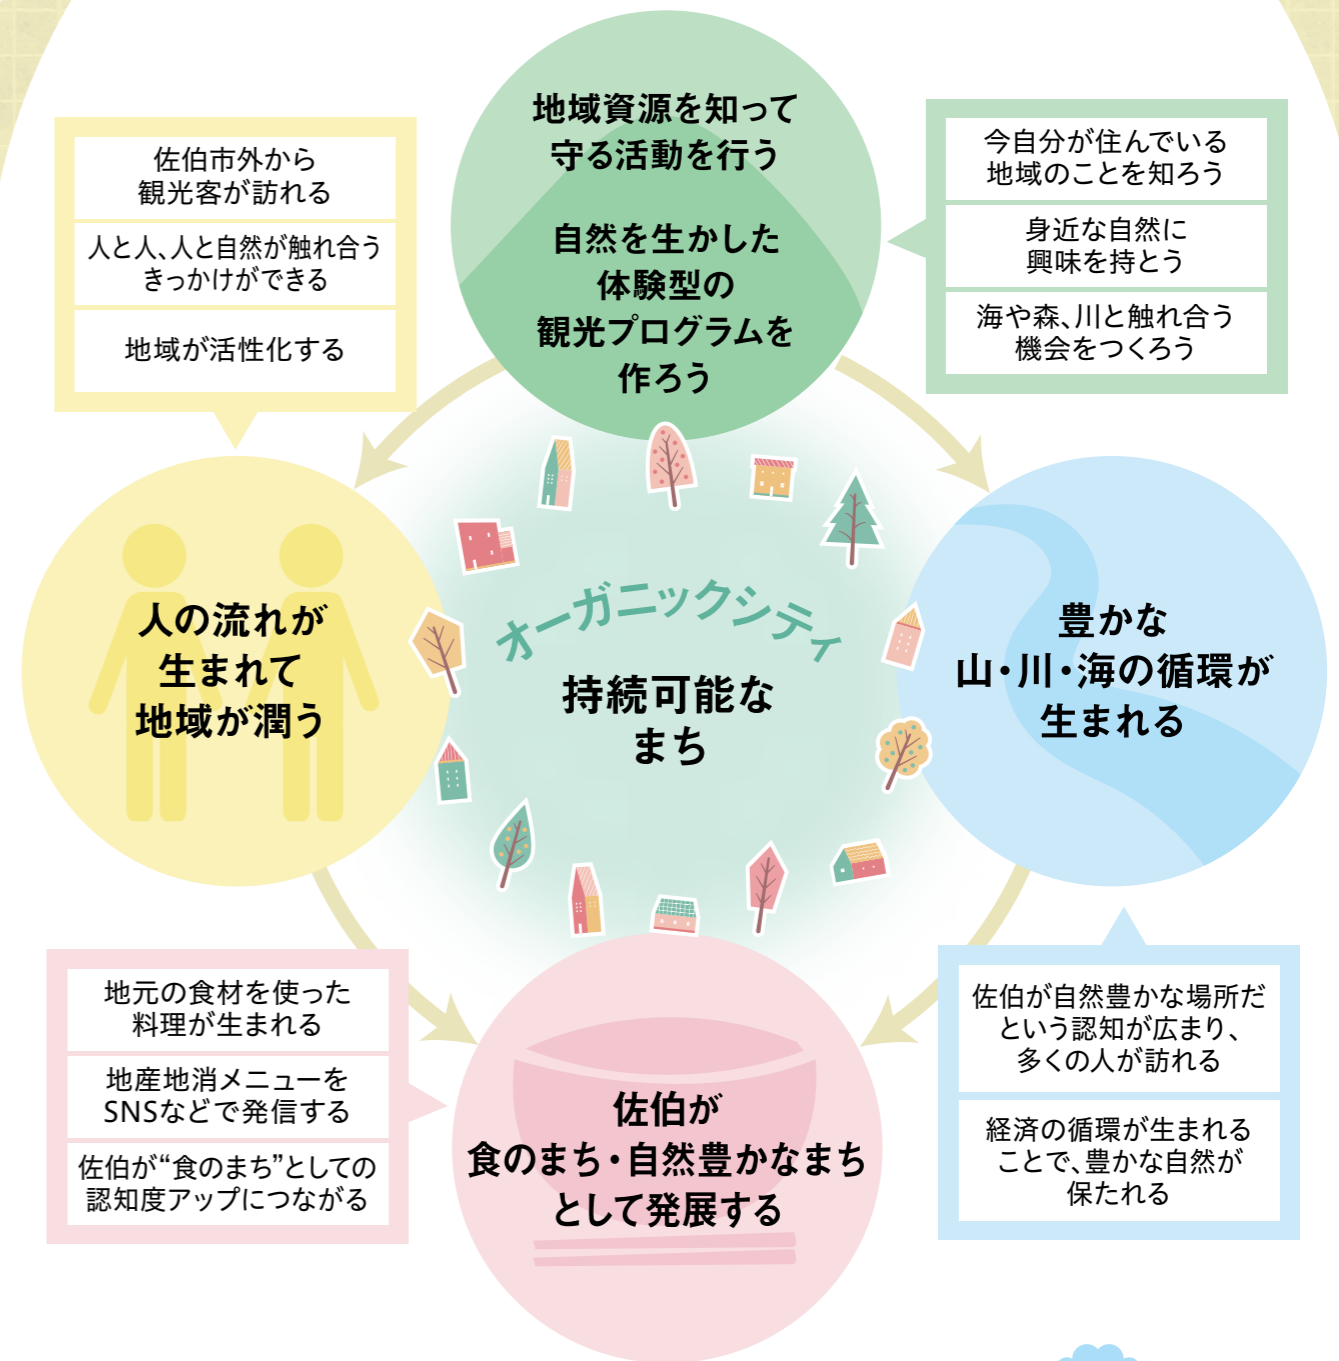 地域資源を知って
守る活動を行う
自然を生かした
体験型の
観光プログラムを
作ろう
佐伯市外から
観光客が訪れる
人と人、人と自然が触れ合う
きっかけができる
地域が活性化する
今自分が住んでいる
地域のことを知ろう
身近な自然に
興味を持とう
海や森、川と触れ合う
機会をつくろう
人の流れが
生まれて
地域が潤う
オーガニックシティ
持続可能な
まち
豊かな
山・川・海の循環が
生まれる
地元の食材を使った
料理が生まれる
地産地消メニューを
SNSなどで発信する
佐伯が“食のまち”としての
認知度アップにつながる
佐伯が
食のまち・自然豊かなまち
として発展する
佐伯が自然豊かな場所だ
という認知が広まり、
多くの人が訪れる
経済の循環が生まれる
ことで、豊かな自然が
保たれる